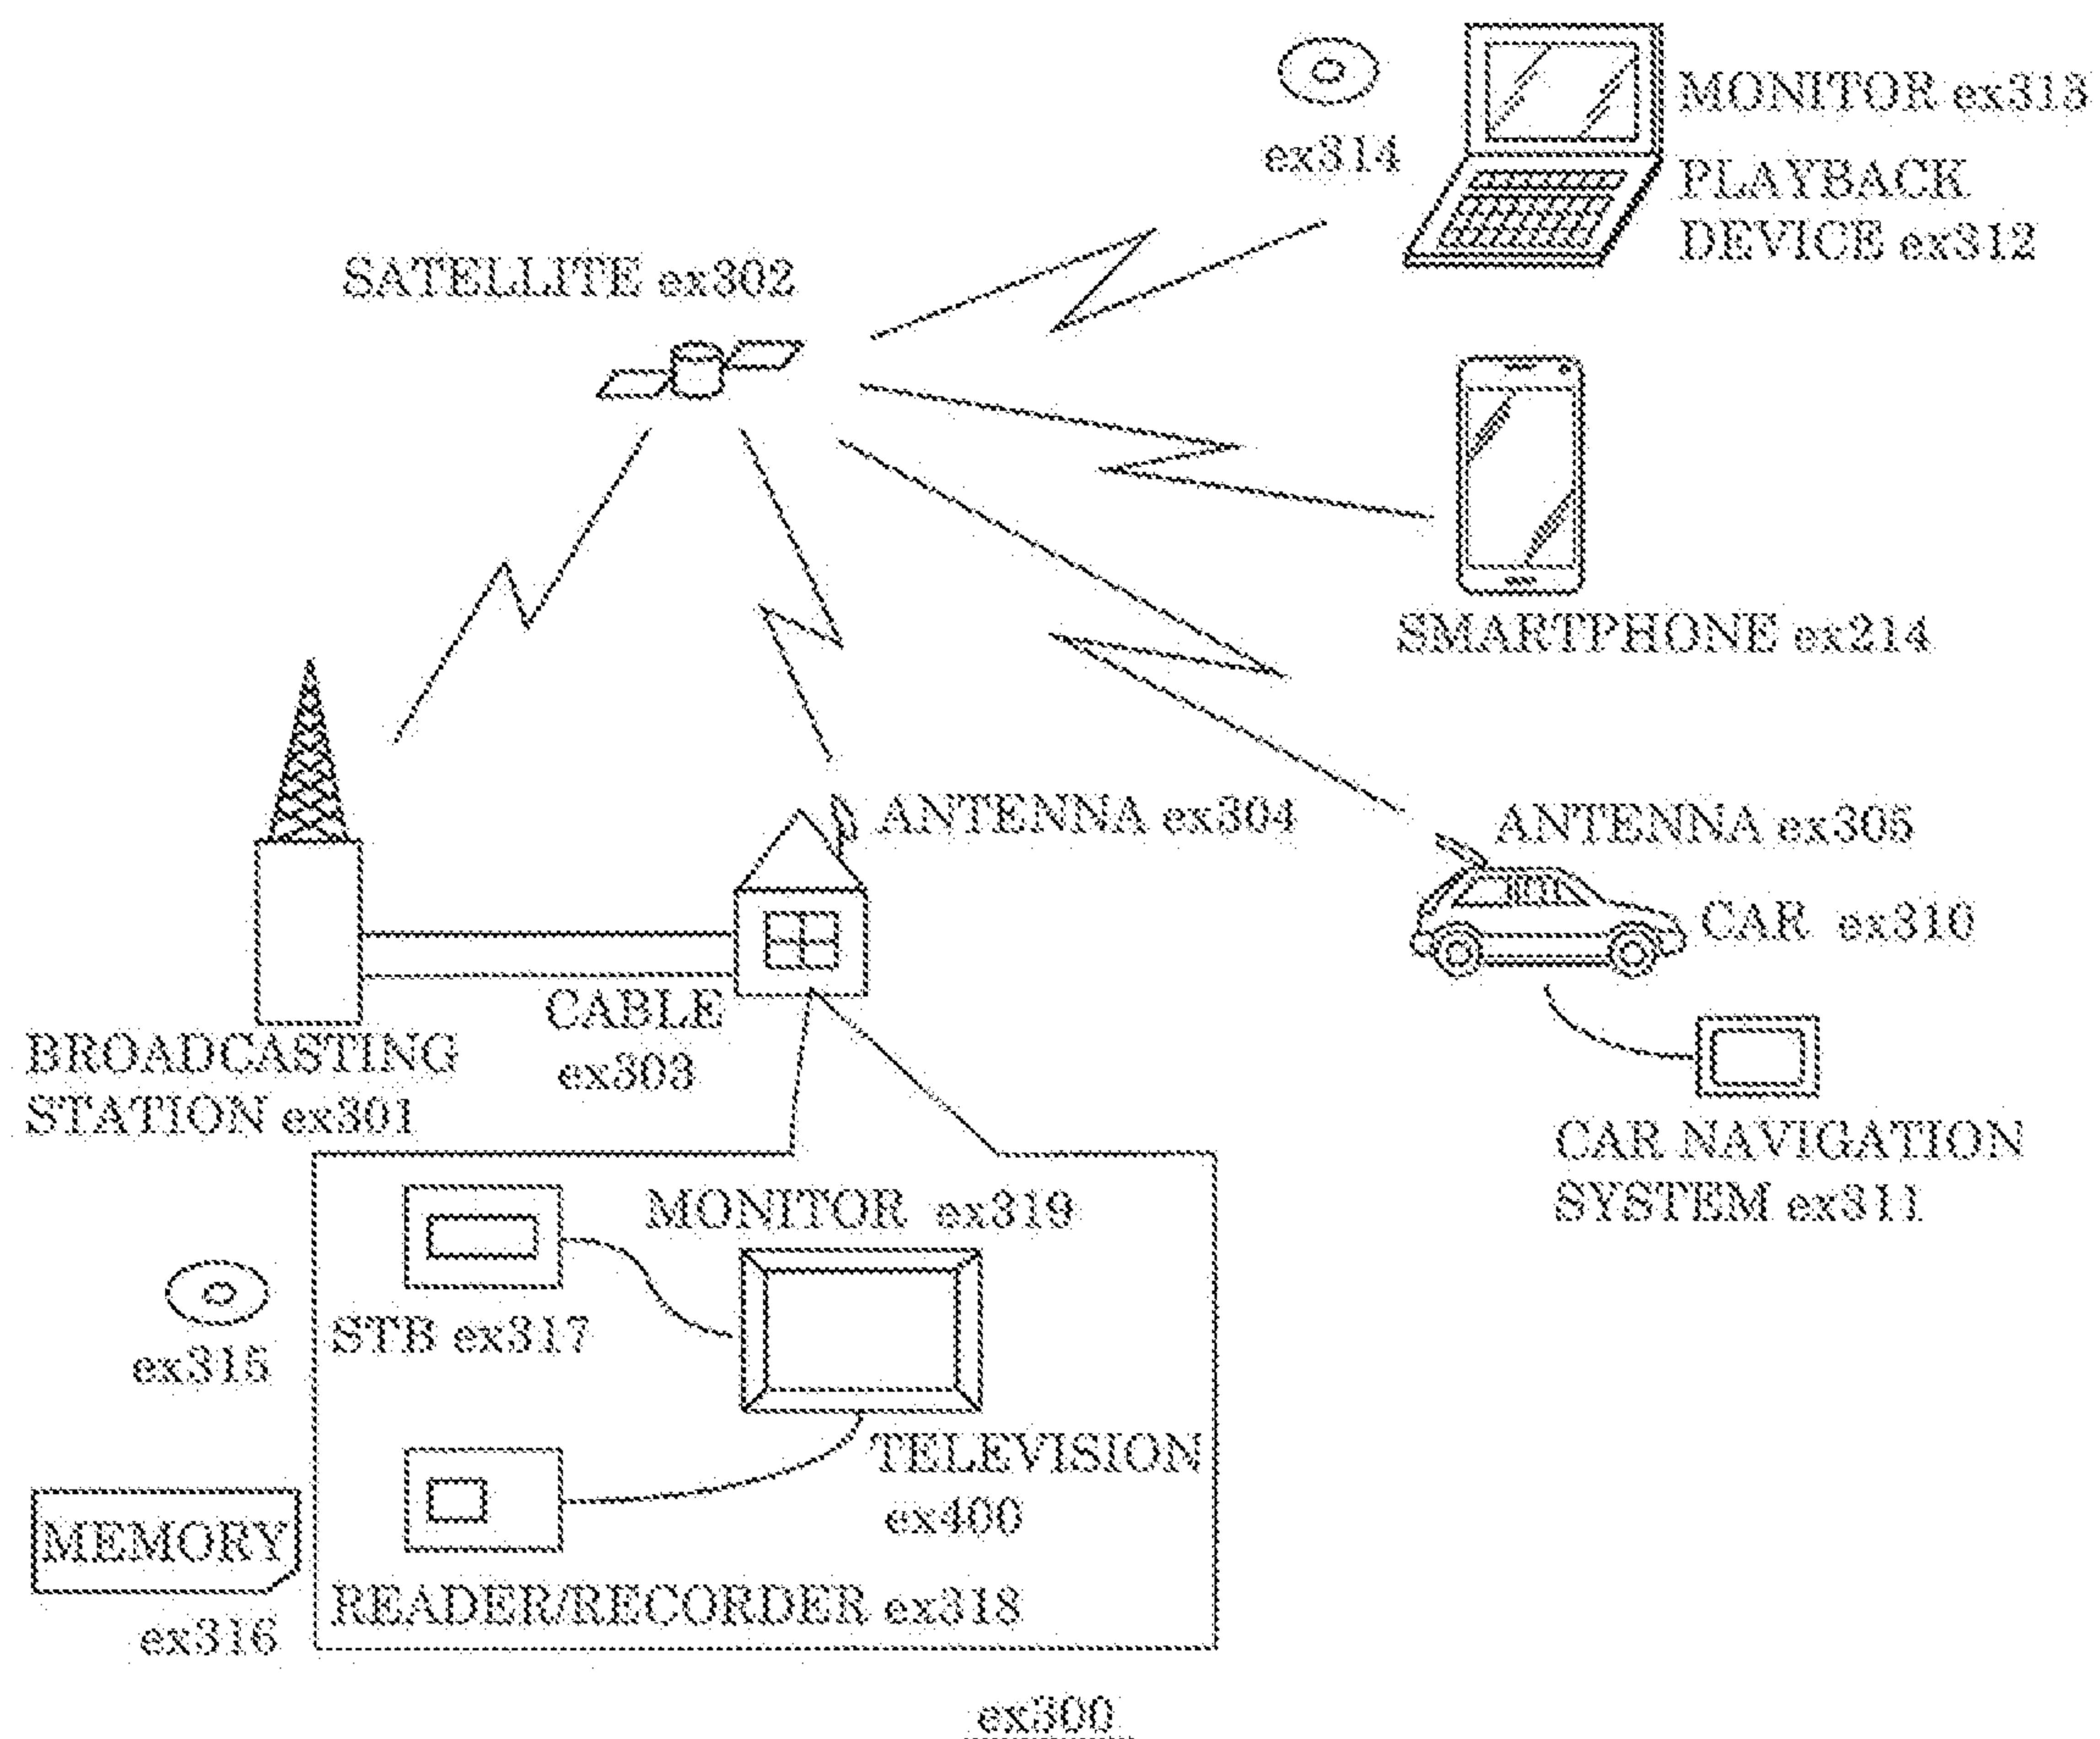 MONITOR ex313
ex314
PLAYBACK
DEVICE ex312
SATELLITE ex302
SMARTPHONE ex214
ANTENNA ex304
ANTENNA ex305
CAR ex310
CABLE
ex303
BROADCASTING
STATION ex301
CAR NAVIGATION
SYSTEM ex311
MONITOR ex319
STB ex317
ex315
TELEVISION
ex400
MEMORY
READER/RECORDER ex318
ex316
ex300